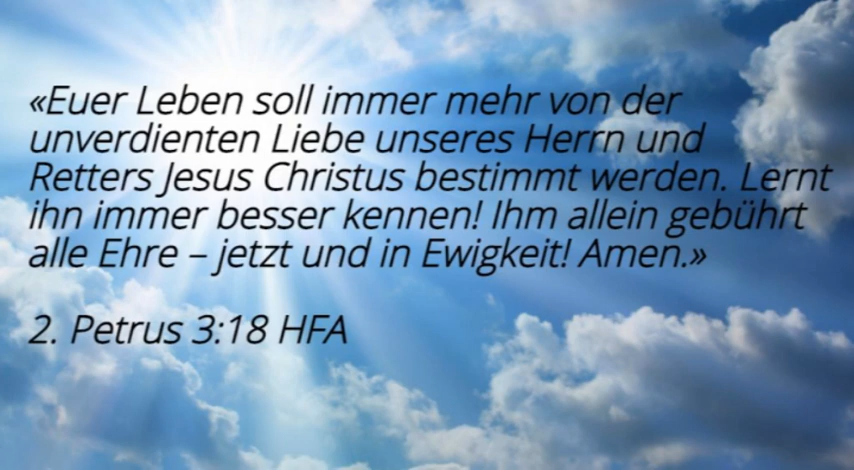 «Euer Leben soll immer mehr von der
unverdienten Liebe unseres Herrn und
Retters Jesus Christus bestimmt werden. Lernt
ihn immer besser kennen! Ihm allein gebührt
alle Ehre – jetzt und in Ewigkeit! Amen.»
2. Petrus 3:18 HFA